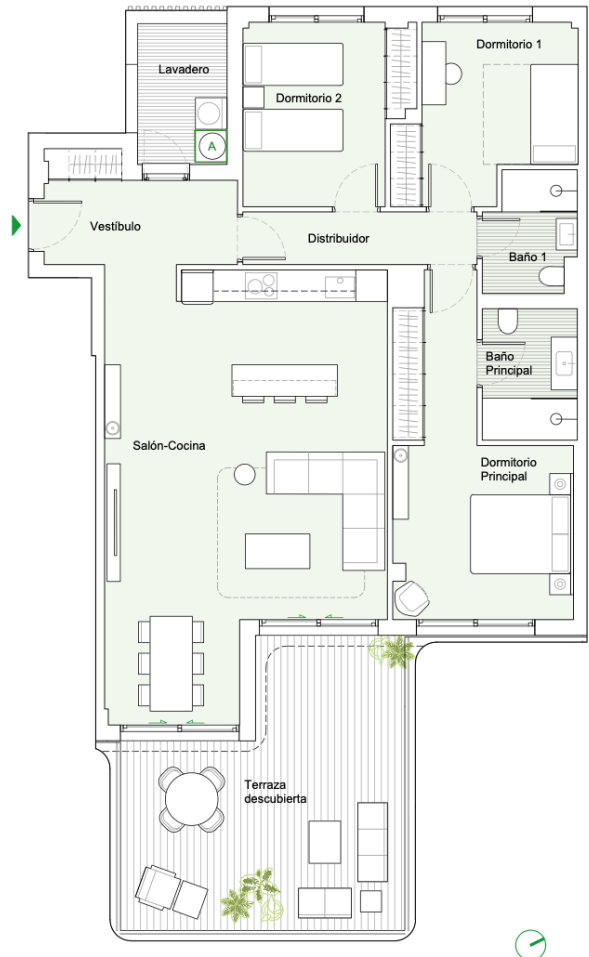 Dormitorio 1
Lavadero
Dormitorio 2
A
Vestíbulo
Distribuidor
Baño 1
Baño
Principal
Salón-Cocina
Dormitorio
Principal
Terraza
descubierta